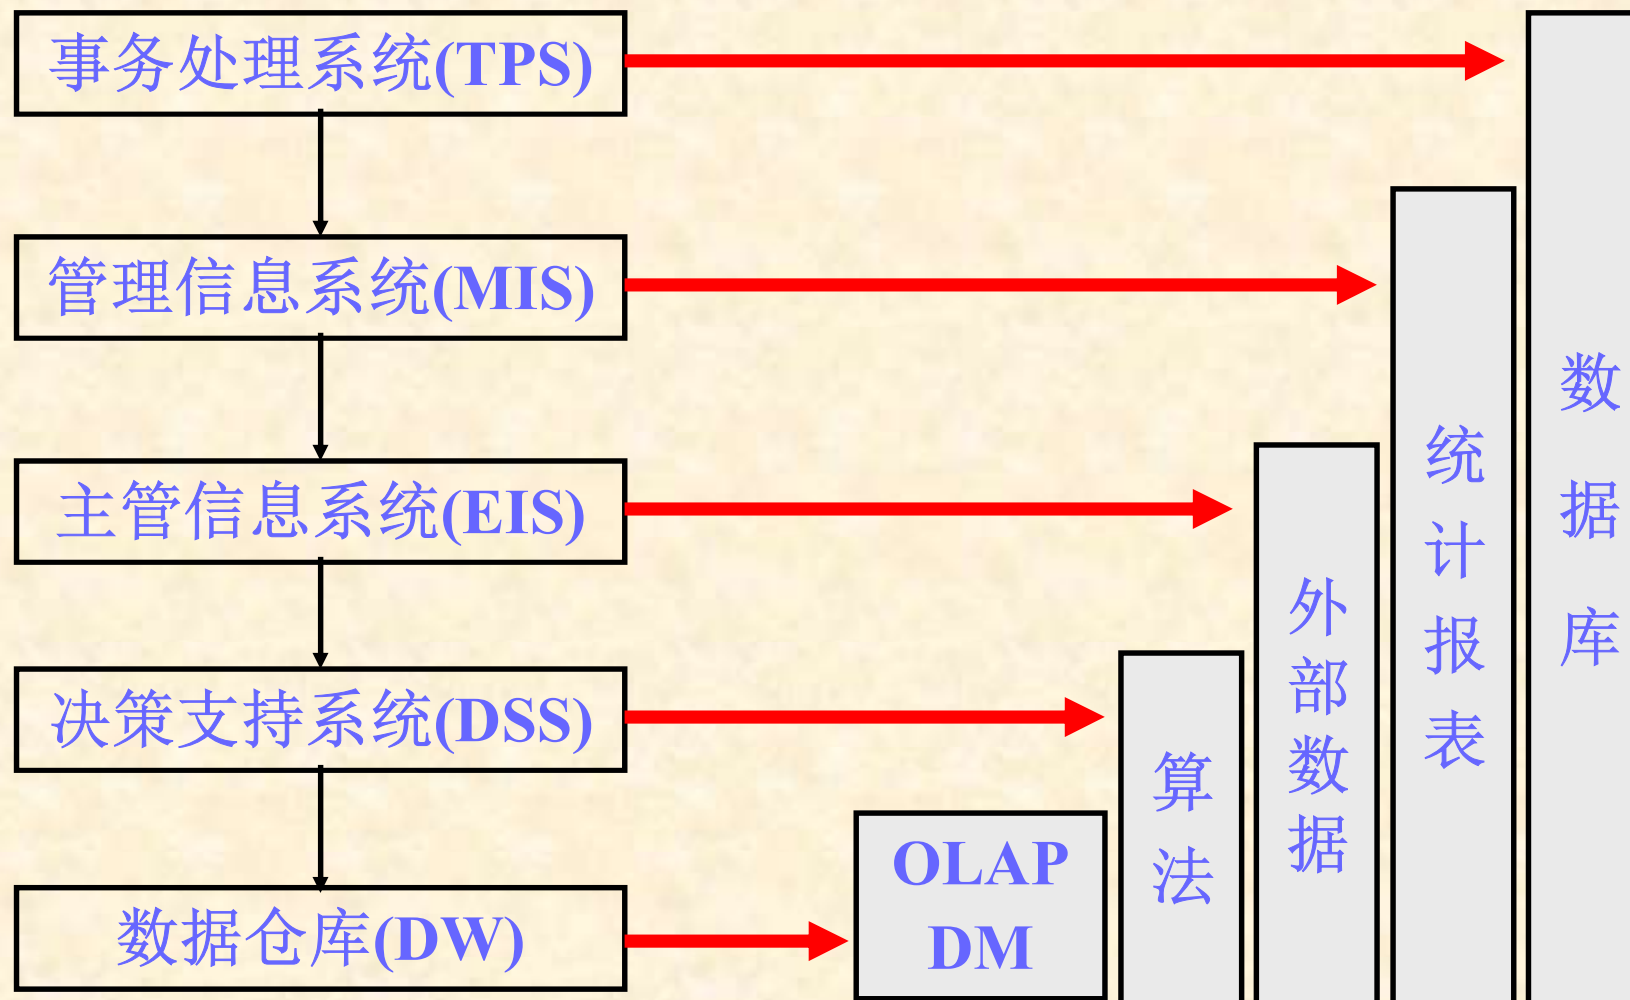 事务处理系统(TPS)
管理信息系统(MIS)
主管信息系统(EIS)
决策支持系统(DSS)
数据仓库(DW)
OLAP
DM
算法
外部数据
统计报表
数据库